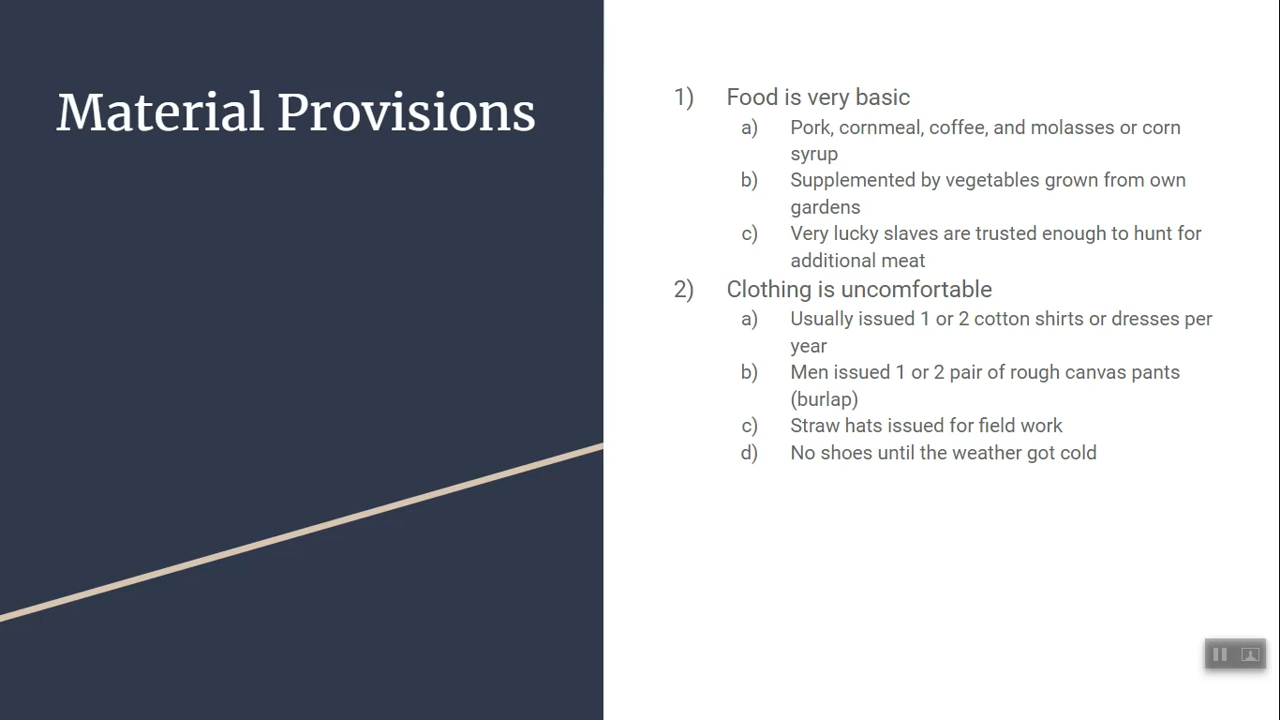 Material Provisions
1) Food is very basic
a) Pork, cornmeal, coffee, and molasses or corn
syrup
b) Supplemented by vegetables grown from own
gardens
c) Very lucky slaves are trusted enough to hunt for
additional meat
2) Clothing is uncomfortable
a) Usually issued 1 or 2 cotton shirts or dresses per
year
b) Men issued 1 or 2 pair of rough canvas pants
(burlap)
c) Straw hats issued for field work
d) No shoes until the weather got cold